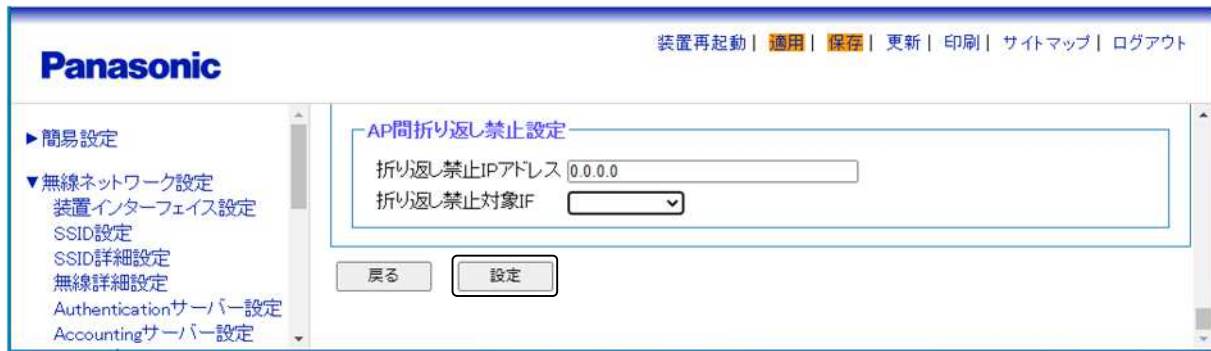 Panasonic
装置再起動| 適用| 保存| 更新| 印刷| サイトマップ| ログアウト
▶簡易設定
▼無線ネットワーク設定
装置インターフェイス設定
SSID設定
SSID詳細設定
無線詳細設定
Authenticationサーバー設定
Accountingサーバー設定
AP間折り返し禁止設定
折り返し禁止IPアドレス 0.0.0.0
折り返し禁止対象IF
戻る 設定